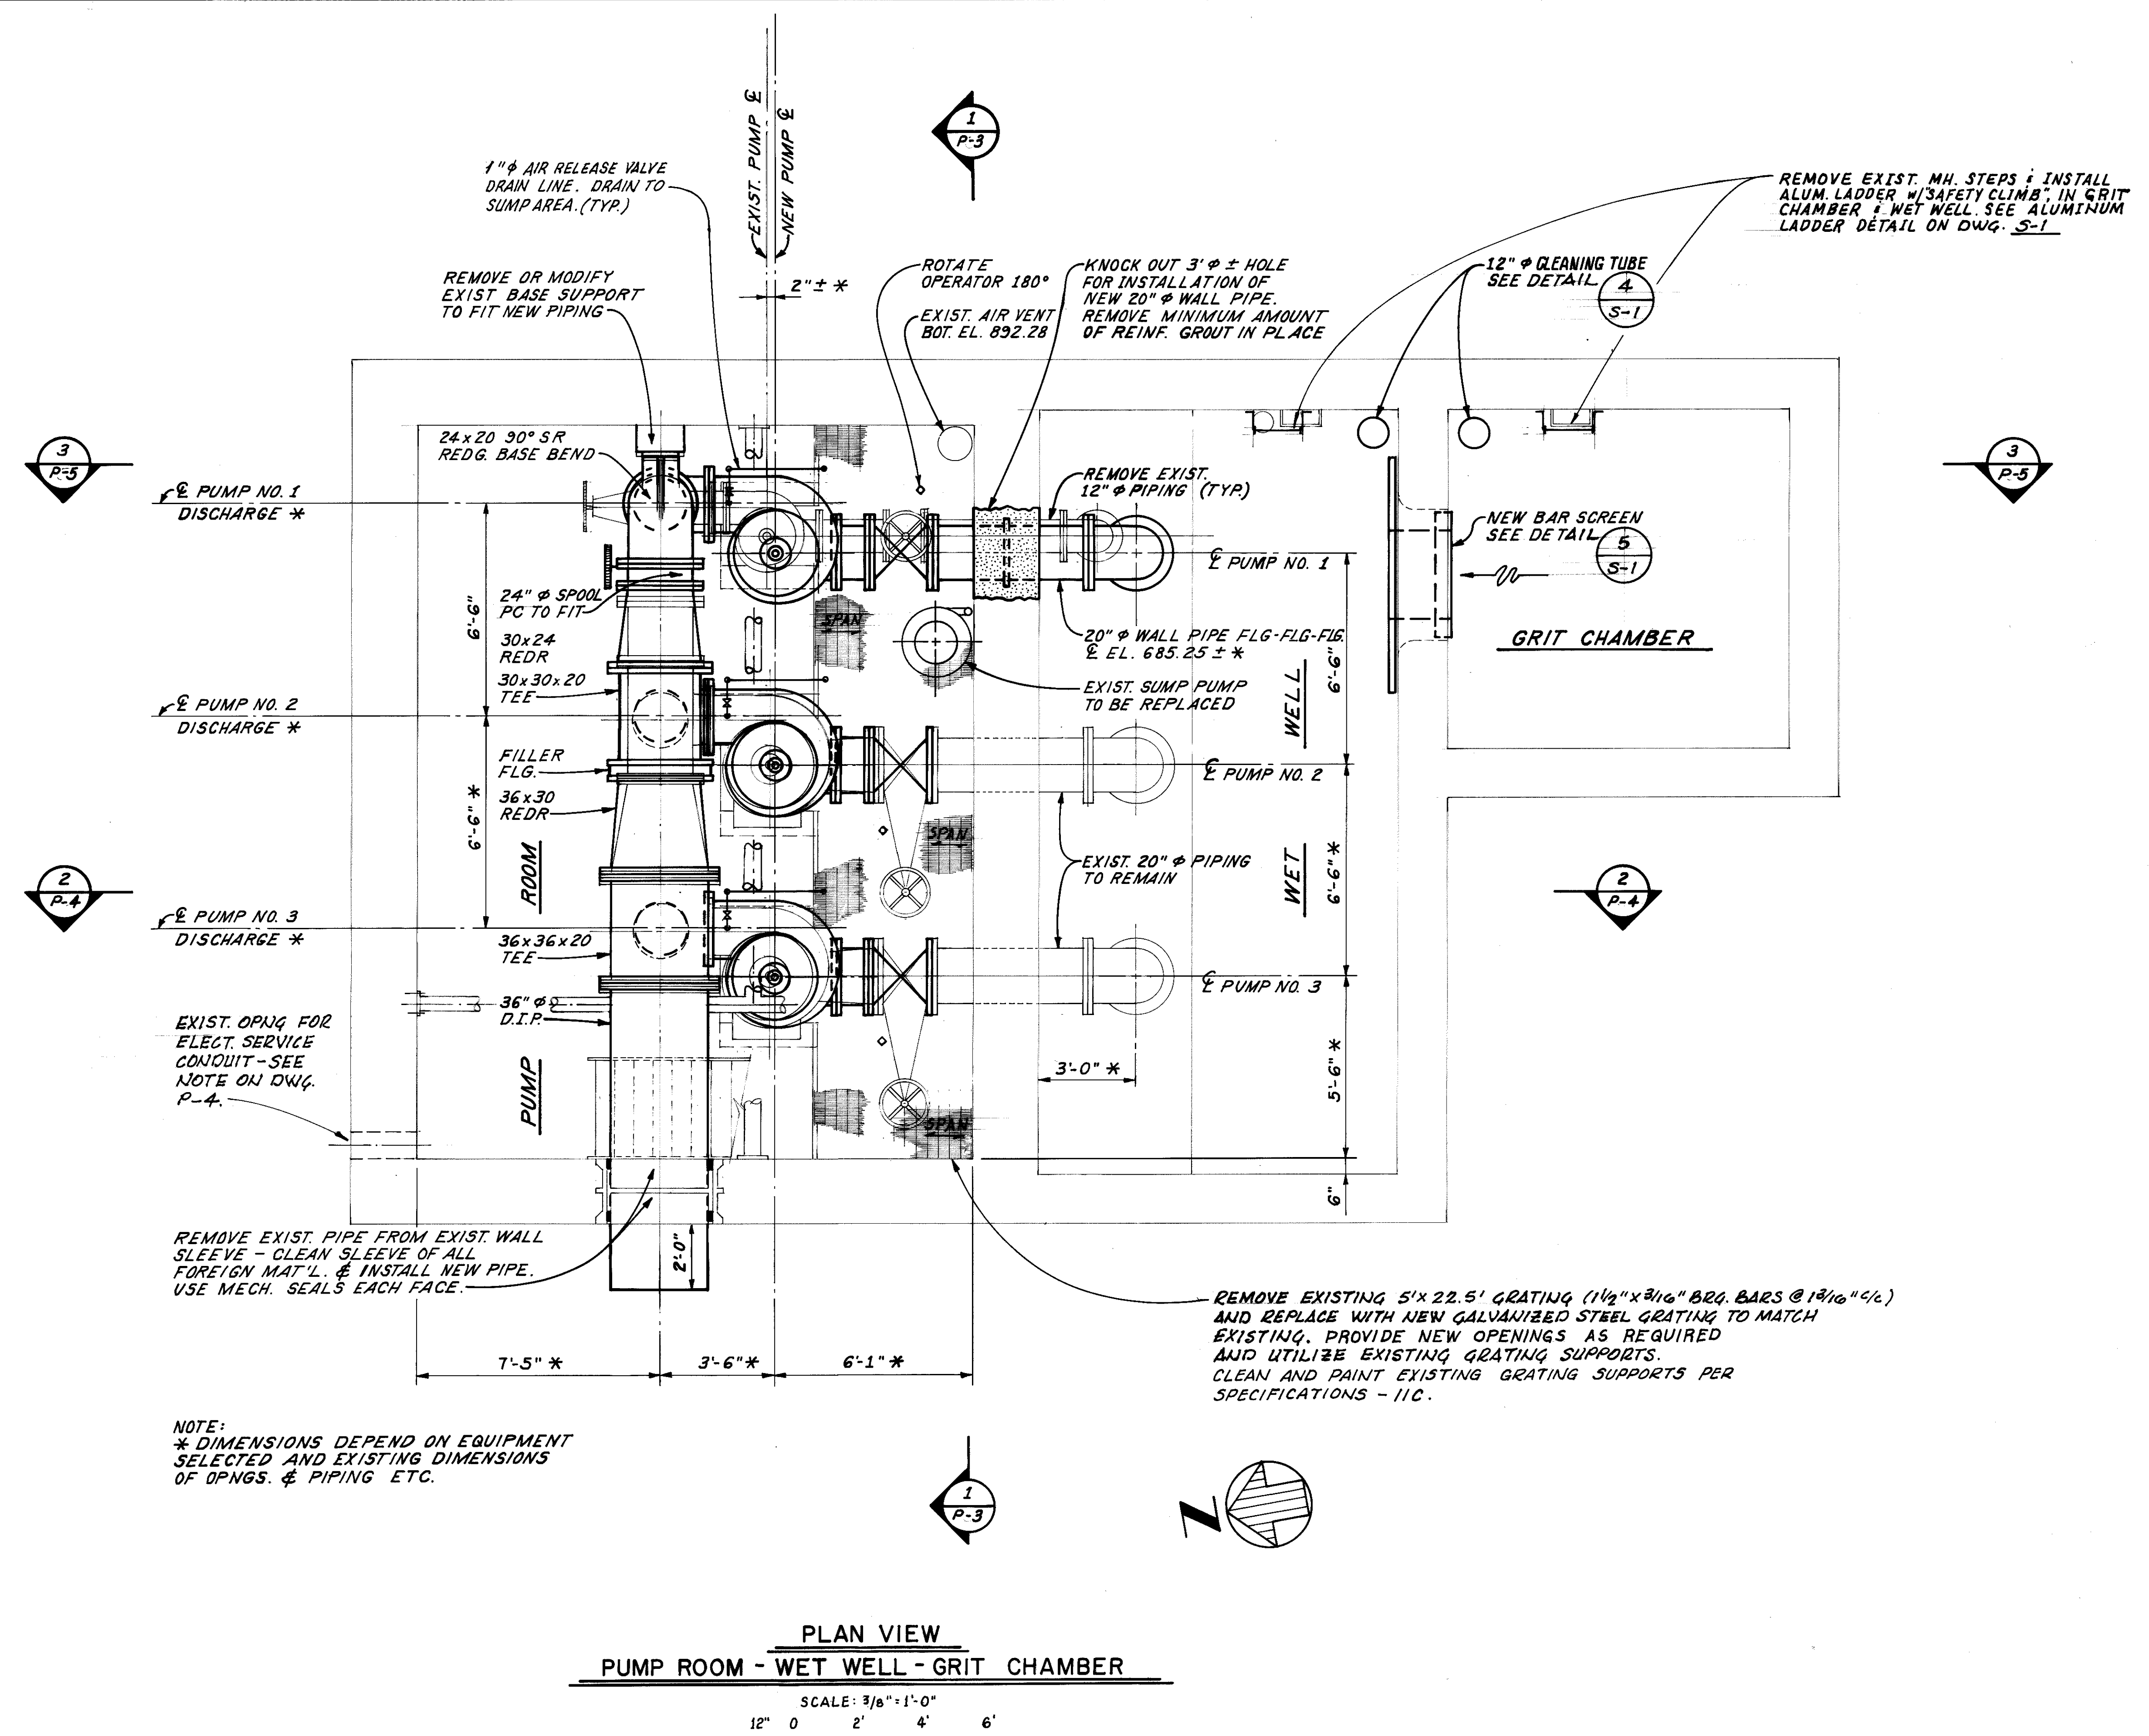 EXIST. PUMP ℄
NEW PUMP ℄
1
P-3
1"φ AIR RELEASE VALVE
DRAIN LINE. DRAIN TO
SUMP AREA. (TYP.)
REMOVE EXIST. MH. STEPS & INSTALL
ALUM. LADDER W/"SAFETY CLIMB", IN GRIT
CHAMBER & WET WELL. SEE ALUMINUM
LADDER DETAIL ON DWG. S-1
REMOVE OR MODIFY
EXIST BASE SUPPORT
TO FIT NEW PIPING
2"± *
ROTATE
OPERATOR 180°
EXIST. AIR VENT
BOT. EL. 892.28
KNOCK OUT 3'φ ± HOLE
FOR INSTALLATION OF
NEW 20"φ WALL PIPE.
REMOVE MINIMUM AMOUNT
OF REINF. GROUT IN PLACE
12"φ CLEANING TUBE
SEE DETAIL
4
S-1
24x20 90° SR
REDG. BASE BEND
3
P-5
3
P-5
℄ PUMP NO. 1
DISCHARGE *
REMOVE EXIST.
12"φ PIPING (TYP.)
NEW BAR SCREEN
SEE DETAIL
5
S-1
℄ PUMP NO. 1
24"φ SPOOL
PC TO FIT
6'-6"
SPAN
30x24
REDR
20"φ WALL PIPE FLG-FLG-FLG.
℄ EL. 685.25 ± *
GRIT CHAMBER
30x30x20
TEE
EXIST. SUMP PUMP
TO BE REPLACED
WELL
6'-6"
℄ PUMP NO. 2
DISCHARGE *
FILLER
FLG.
℄ PUMP NO. 2
36x30
REDR
6'-6" *
SPAN
ROOM
EXIST. 20"φ PIPING
TO REMAIN
WET
6'-6" *
2
P-4
2
P-4
℄ PUMP NO. 3
DISCHARGE *
36x36x20
TEE
℄ PUMP NO. 3
36"φ
D.I.P.
EXIST. OPNG FOR
ELECT. SERVICE
CONDUIT-SEE
NOTE ON DWG.
P-4.
PUMP
3'-0" *
5'-6" *
SPAN
6"
REMOVE EXIST. PIPE FROM EXIST. WALL
SLEEVE - CLEAN SLEEVE OF ALL
FOREIGN MAT'L. & INSTALL NEW PIPE.
USE MECH. SEALS EACH FACE.
2'-0"
REMOVE EXISTING 5'x22.5' GRATING (1 1/2"x3/16" BRG. BARS @ 1 3/16" c/c)
AND REPLACE WITH NEW GALVANIZED STEEL GRATING TO MATCH
EXISTING. PROVIDE NEW OPENINGS AS REQUIRED
AND UTILIZE EXISTING GRATING SUPPORTS.
CLEAN AND PAINT EXISTING GRATING SUPPORTS PER
SPECIFICATIONS - 11C.
7'-5" *
3'-6" *
6'-1" *
NOTE:
* DIMENSIONS DEPEND ON EQUIPMENT
SELECTED AND EXISTING DIMENSIONS
OF OPNGS. & PIPING ETC.
1
P-3
N
PLAN VIEW
PUMP ROOM - WET WELL - GRIT CHAMBER
SCALE: 3/8" = 1'-0"
12" 0 2' 4' 6'